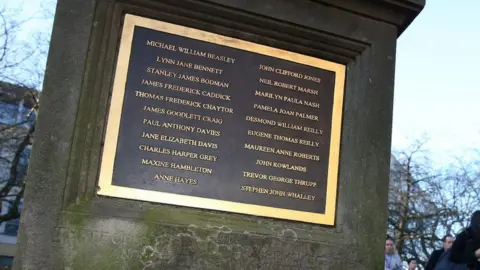 MICHAEL WILLIAM BEASLEY
LYNN JANE BENNETT
STANLEY JAMES BODMAN
JAMES FREDERICK CADDICK
THOMAS FREDERICK CHAYTOR
JAMES GOODLETT CRAIG
PAUL ANTHONY DAVIES
JANE ELIZABETH DAVIS
CHARLES HARPER GREY
MAXINE HAMBLETON
ANNE HAYES
JOHN CLIFFORD JONES
NEIL ROBERT MARSH
MARILYN PAULA NASH
PAMELA JOAN PALMER
DESMOND WILLIAM REILLY
EUGENE THOMAS REILLY
MAUREEN ANNE ROBERTS
JOHN ROWLANDS
TREVOR GEORGE THRUPP
STEPHEN JOHN WHALLEY